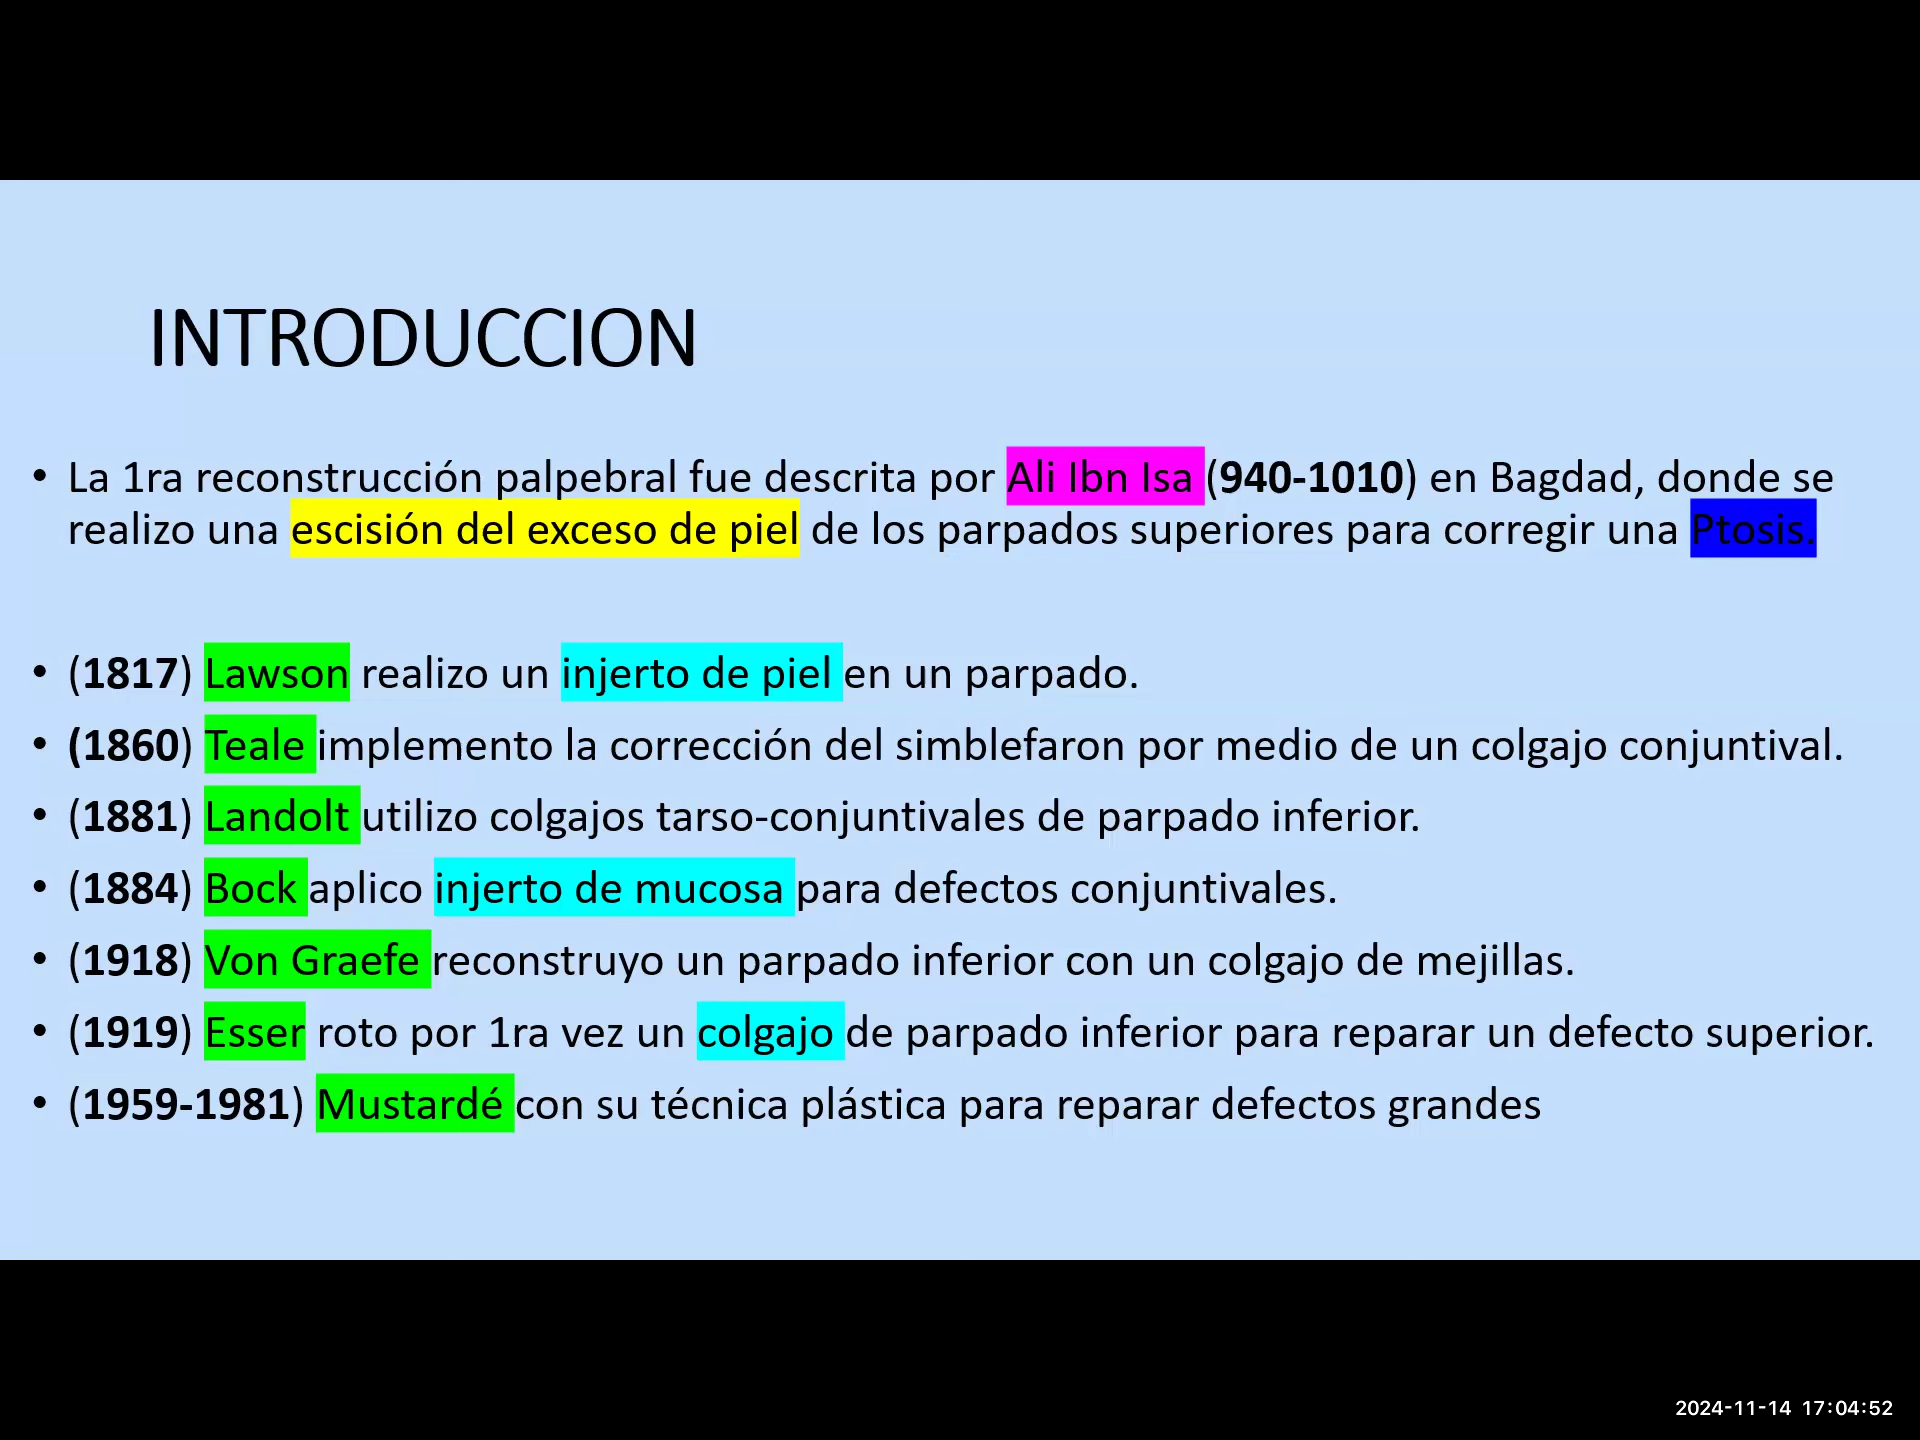 INTRODUCCION
• La 1ra reconstrucción palpebral fue descrita por Ali Ibn Isa (940-1010) en Bagdad, donde se
realizo una escisión del exceso de piel de los parpados superiores para corregir una Ptosis.
• (1817) Lawson realizo un injerto de piel en un parpado.
• (1860) Teale implemento la corrección del simblefaron por medio de un colgajo conjuntival.
• (1881) Landolt utilizo colgajos tarso-conjuntivales de parpado inferior.
• (1884) Bock aplico injerto de mucosa para defectos conjuntivales.
• (1918) Von Graefe reconstruyo un parpado inferior con un colgajo de mejillas.
• (1919) Esser roto por 1ra vez un colgajo de parpado inferior para reparar un defecto superior.
• (1959-1981) Mustardé con su técnica plástica para reparar defectos grandes
2024-11-14 17:04:52